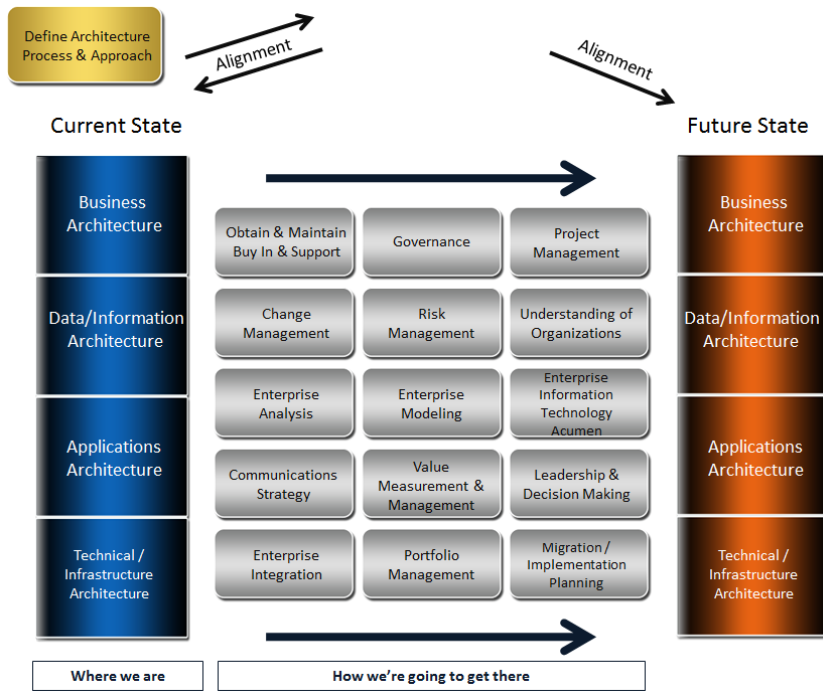 Define Architecture
Process & Approach
Alignment
Alignment
Current State
Future State
Business
Architecture
Data/Information
Architecture
Applications
Architecture
Technical /
Infrastructure
Architecture
Obtain & Maintain
Buy In & Support
Governance
Project
Management
Change
Management
Risk
Management
Understanding of
Organizations
Enterprise
Analysis
Enterprise
Modeling
Enterprise
Information
Technology
Acumen
Communications
Strategy
Value
Measurement &
Management
Leadership &
Decision Making
Enterprise
Integration
Portfolio
Management
Migration /
Implementation
Planning
Business
Architecture
Data/Information
Architecture
Applications
Architecture
Technical /
Infrastructure
Architecture
Where we are
How we're going to get there